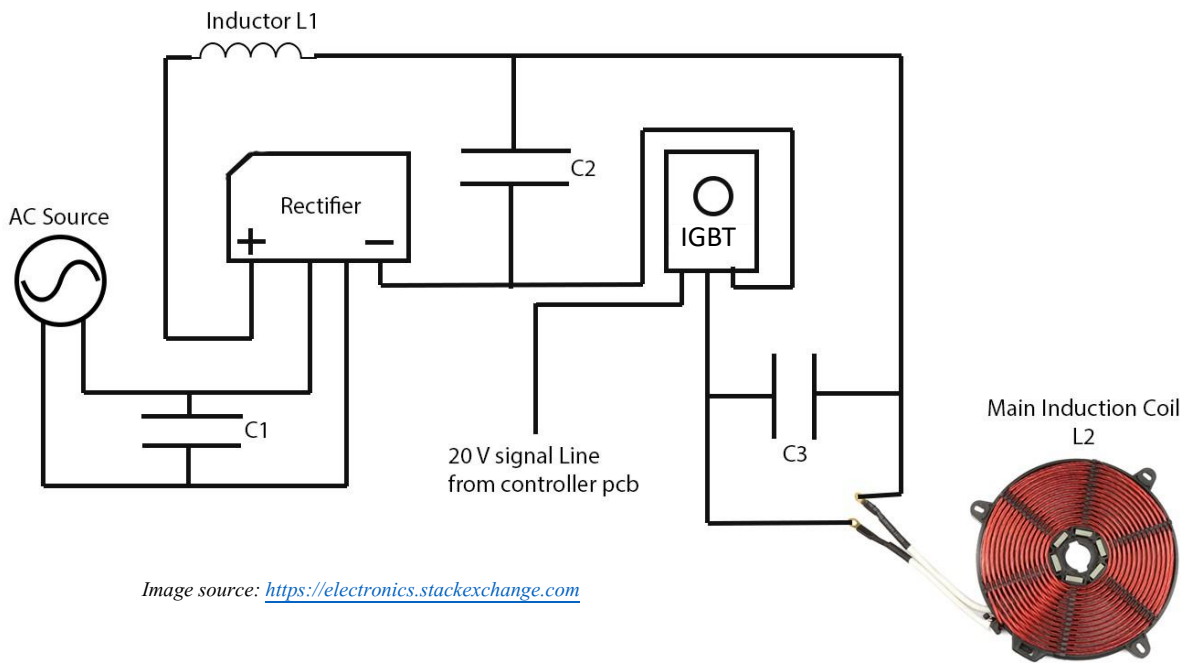 Inductor L1
C2
Rectifier
+
−
AC Source
IGBT
C1
20 V signal Line
from controller pcb
C3
Main Induction Coil
L2
Image source: https://electronics.stackexchange.com